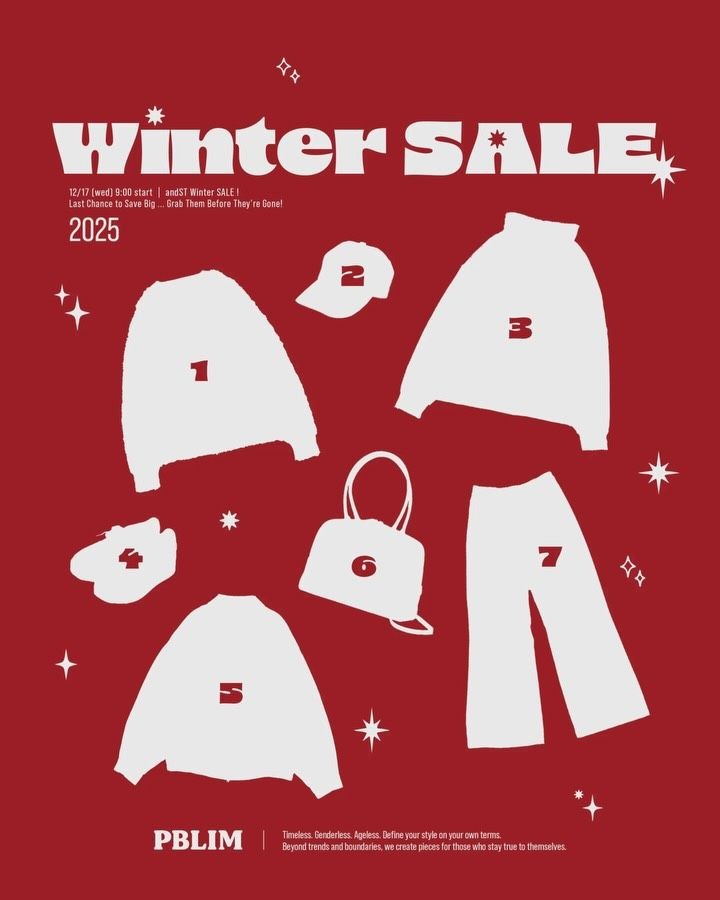 Winter SALE
12/17 (wed) 9:00 start | andST Winter SALE !
Last Chance to Save Big ... Grab Them Before They're Gone!
2025
2
3
1
4
6
7
5
PBLIM
Timeless. Genderless. Ageless. Define your style on your own terms.
Beyond trends and boundaries, we create pieces for those who stay true to themselves.